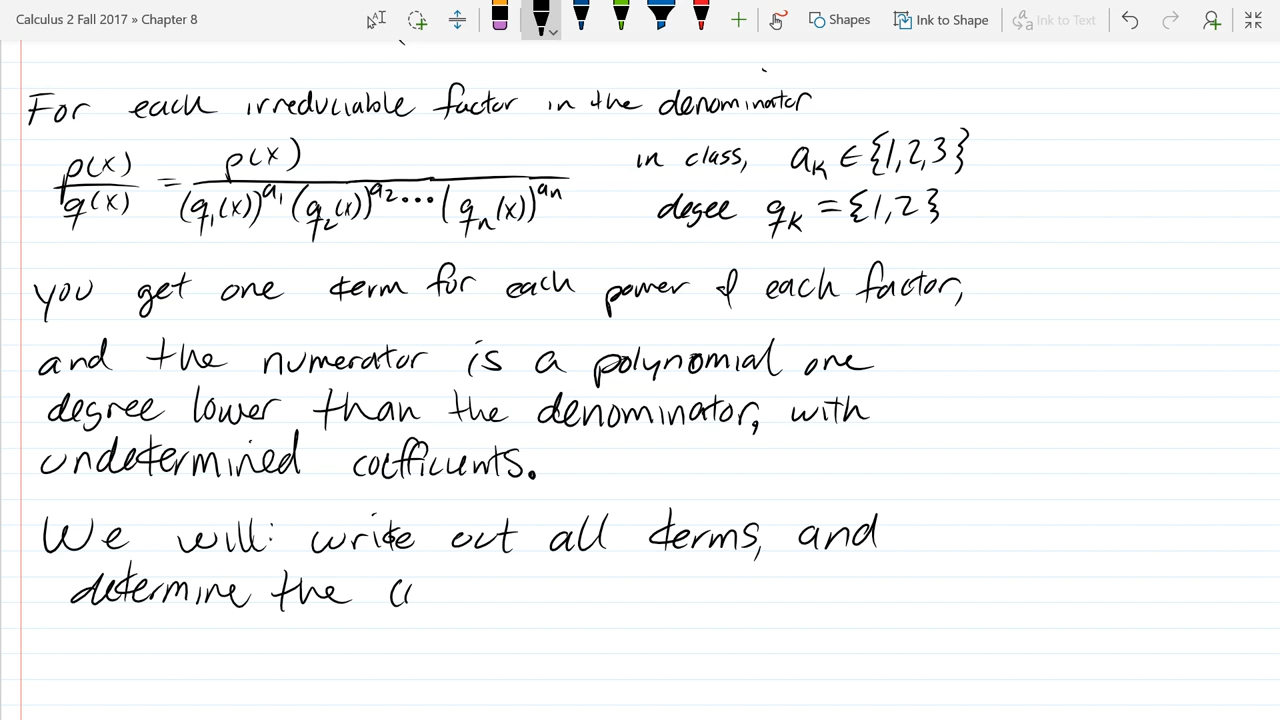 Calculus 2 Fall 2017 » Chapter 8
Shapes
Ink to Shape
Ink to Text
For each irreduciable factor in the denominator
p(x)/q(x) = p(x)/((q₁(x))^a₁ (q₂(x))^a₂ ••• (qₙ(x))^aₙ)
in class, aₖ ∈ {1,2,3}
degee qₖ = {1,2}
you get one term for each power & each factor,
and the numerator is a polynomial one
degree lower than the denominator, with
undetermined coefficients.
We will: write out all terms, and
determine the